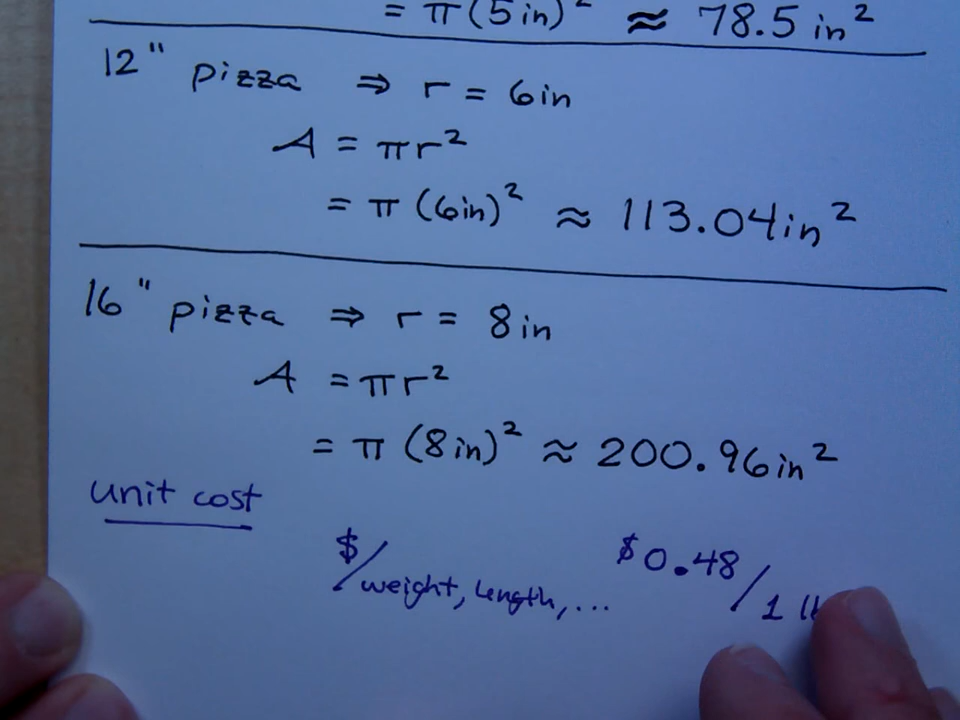 = π(5in)² ≈ 78.5 in²
12" pizza ⇒ r = 6in
A = πr²
= π (6in)² ≈ 113.04in²
16" pizza ⇒ r = 8in
A = πr²
= π (8in)² ≈ 200.96in²
unit cost
$/weight, length, ... $0.48/1 lb